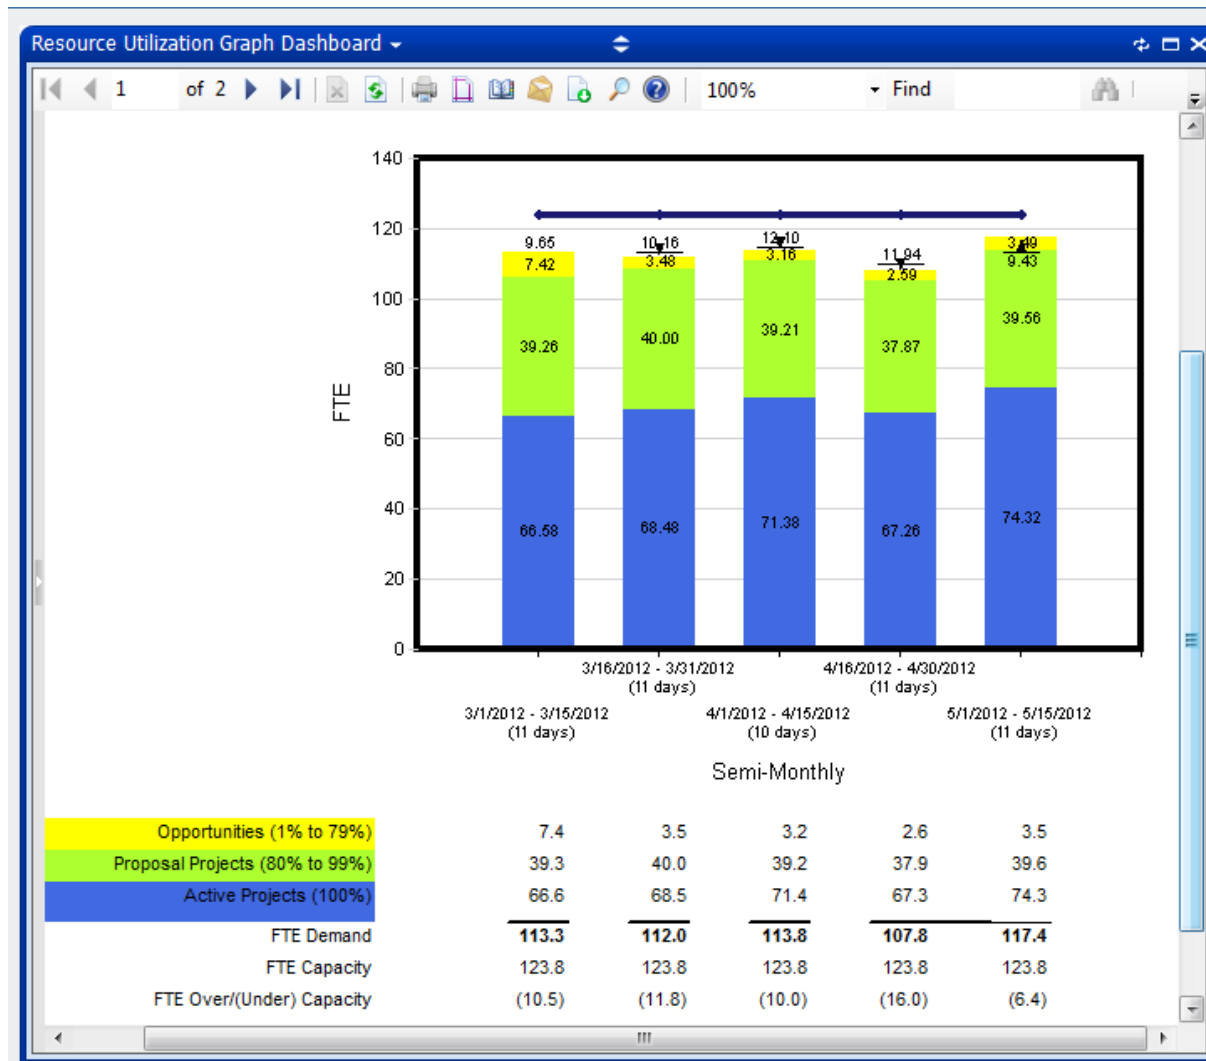 Resource Utilization Graph Dashboard
1 of 2 100% Find
140
120
100
80
60
40
20
0
FTE
9.65 10.16 12.10 11.94 3.49
7.42 3.48 3.16 2.59 9.43
39.26 40.00 39.21 37.87 39.56
66.58 68.48 71.38 67.26 74.32
3/16/2012 - 3/31/2012 4/16/2012 - 4/30/2012
(11 days) (11 days)
3/1/2012 - 3/15/2012 4/1/2012 - 4/15/2012 5/1/2012 - 5/15/2012
(11 days) (10 days) (11 days)
Semi-Monthly
Opportunities (1% to 79%) 7.4 3.5 3.2 2.6 3.5
Proposal Projects (80% to 99%) 39.3 40.0 39.2 37.9 39.6
Active Projects (100%) 66.6 68.5 71.4 67.3 74.3
FTE Demand 113.3 112.0 113.8 107.8 117.4
FTE Capacity 123.8 123.8 123.8 123.8 123.8
FTE Over/(Under) Capacity (10.5) (11.8) (10.0) (16.0) (6.4)